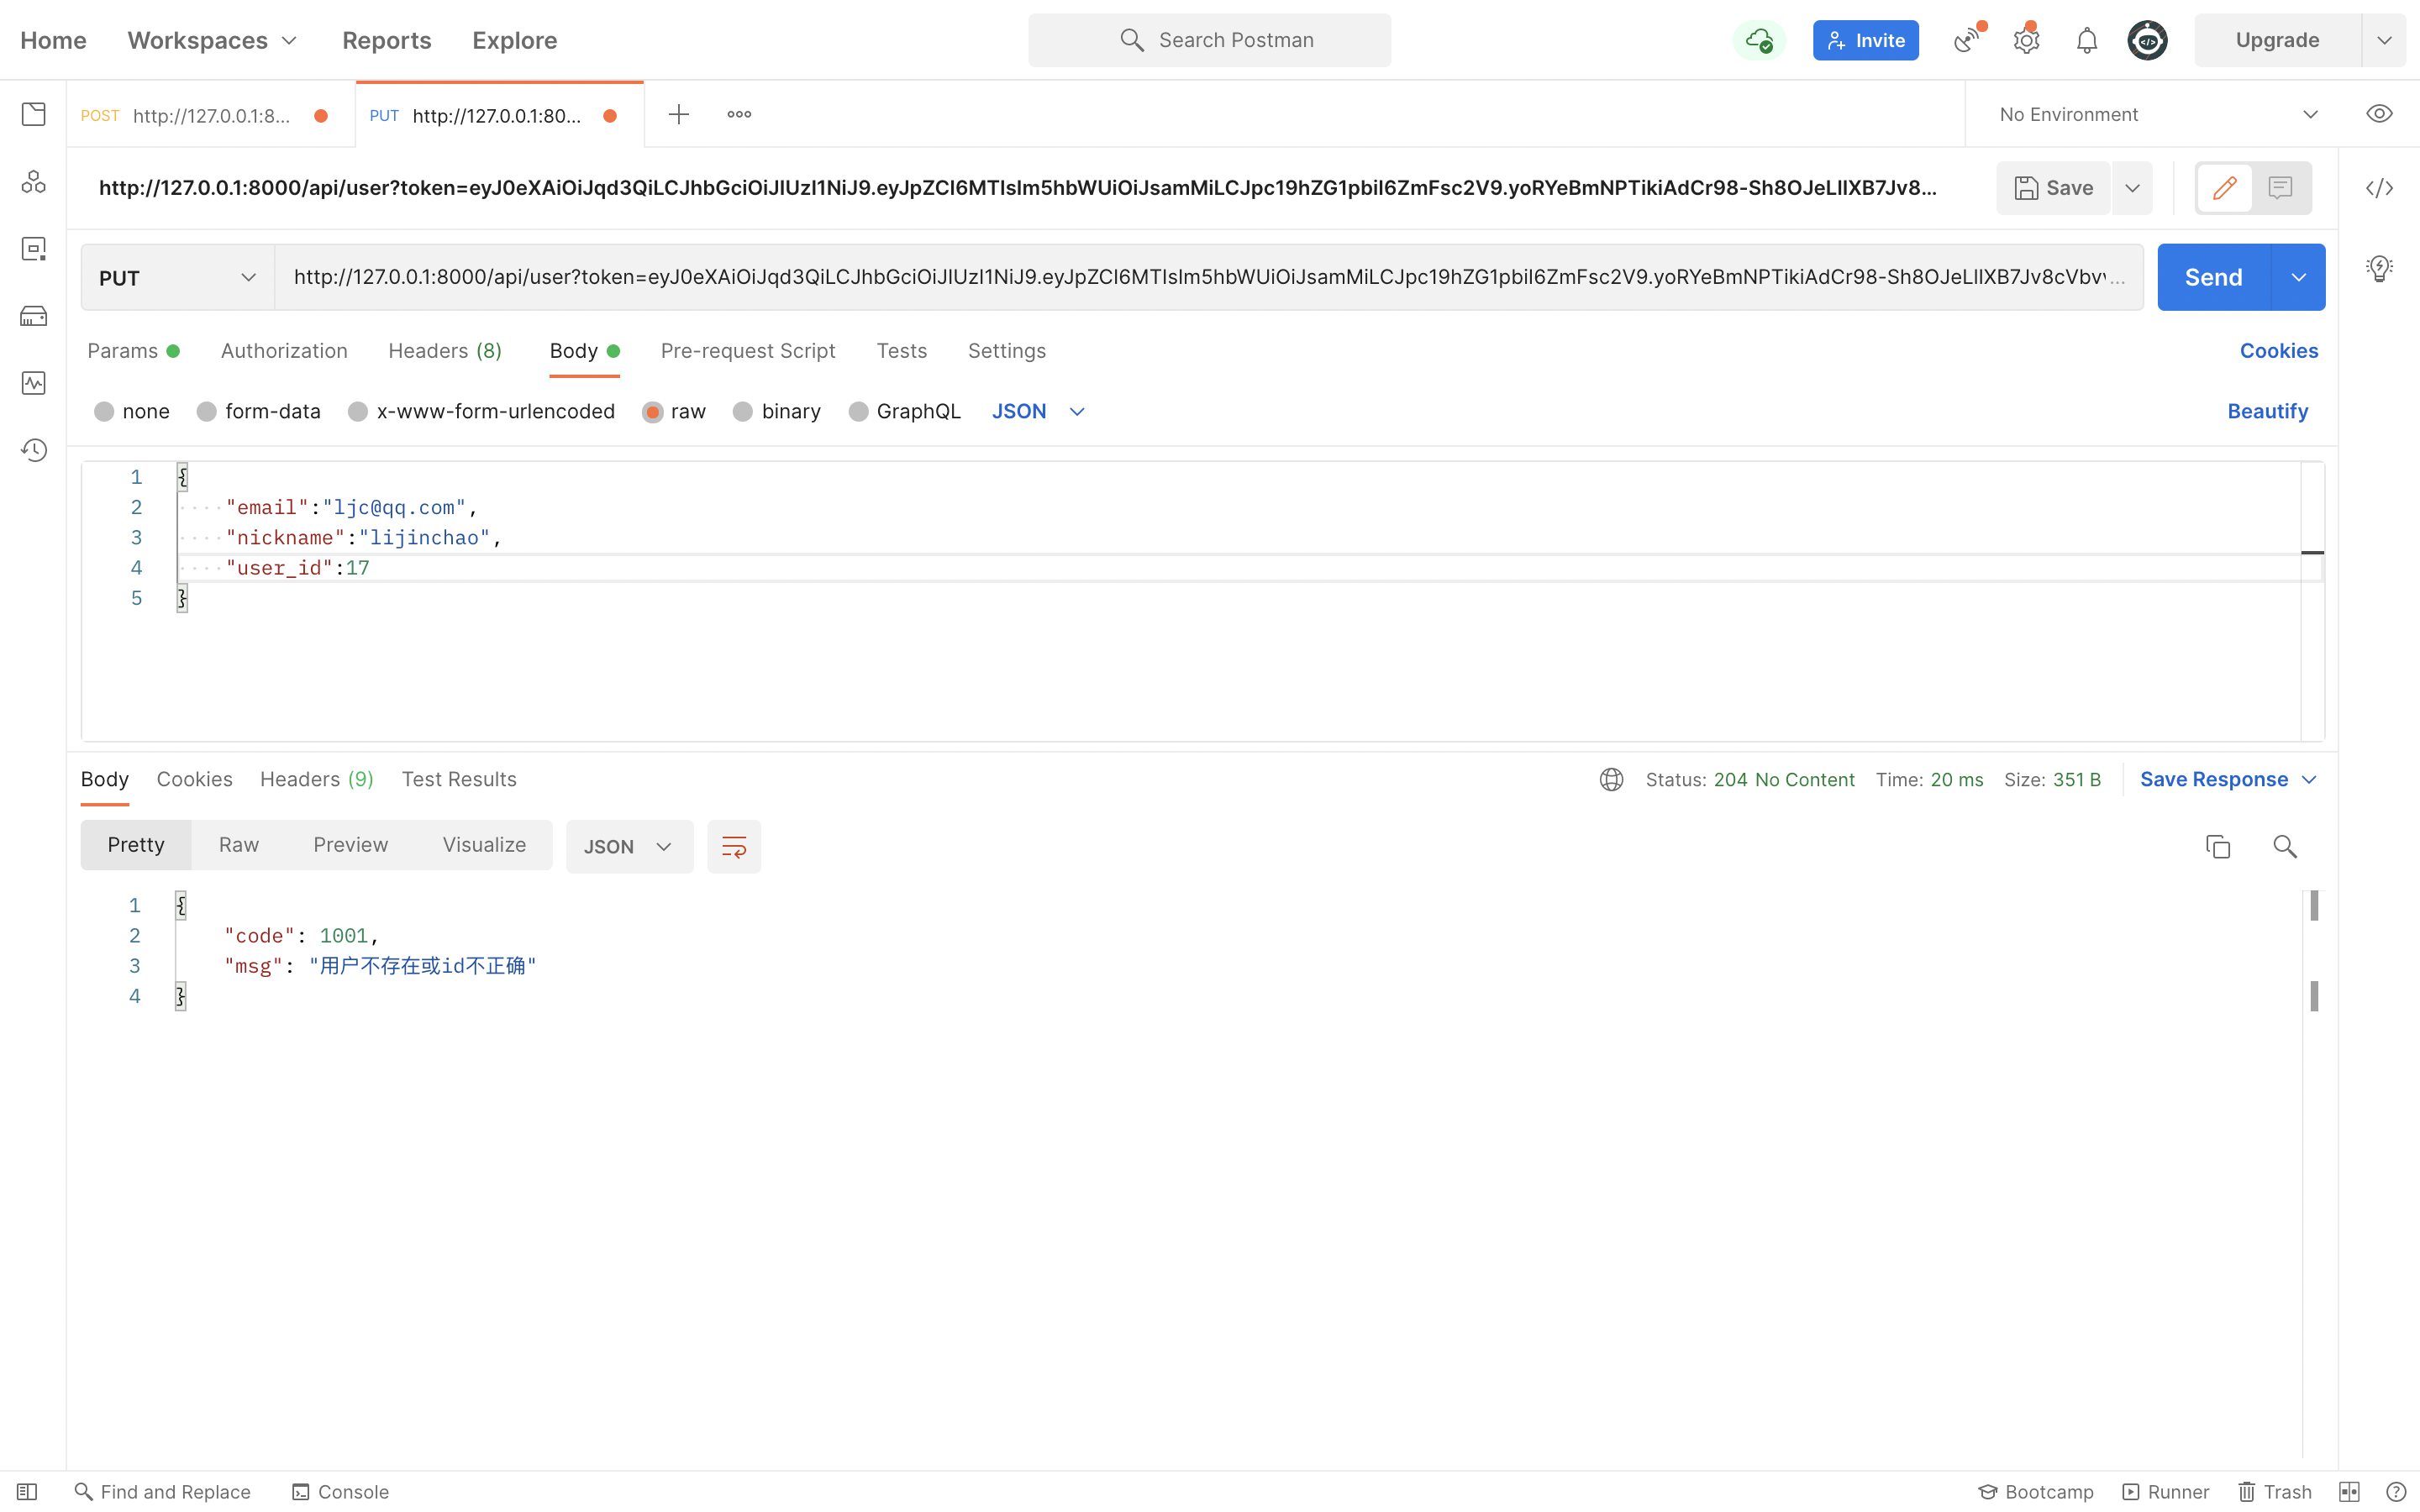 Home Workspaces Reports Explore Search Postman Invite Upgrade
POST http://127.0.0.1:8... PUT http://127.0.0.1:80... No Environment
http://127.0.0.1:8000/api/user?token=eyJ0eXAiOiJqd3QiLCJhbGciOiJIUzI1NiJ9.eyJpZCI6MTIsIm5hbWUiOiJsamMiLCJpc19hZG1pbiI6ZmFsc2V9.yoRYeBmNPTikiAdCr98-Sh8OJeLIlXB7Jv8... Save
PUT http://127.0.0.1:8000/api/user?token=eyJ0eXAiOiJqd3QiLCJhbGciOiJIUzI1NiJ9.eyJpZCI6MTIsIm5hbWUiOiJsamMiLCJpc19hZG1pbiI6ZmFsc2V9.yoRYeBmNPTikiAdCr98-Sh8OJeLIlXB7Jv8cVbv... Send
Params Authorization Headers (8) Body Pre-request Script Tests Settings Cookies
none form-data x-www-form-urlencoded raw binary GraphQL JSON Beautify
1 {
2 "email":"ljc@qq.com",
3 "nickname":"lijinchao",
4 "user_id":17
5 }
Body Cookies Headers (9) Test Results Status: 204 No Content Time: 20 ms Size: 351 B Save Response
Pretty Raw Preview Visualize JSON
1 {
2 "code": 1001,
3 "msg": "用户不存在或id不正确"
4 }
Find and Replace Console Bootcamp Runner Trash